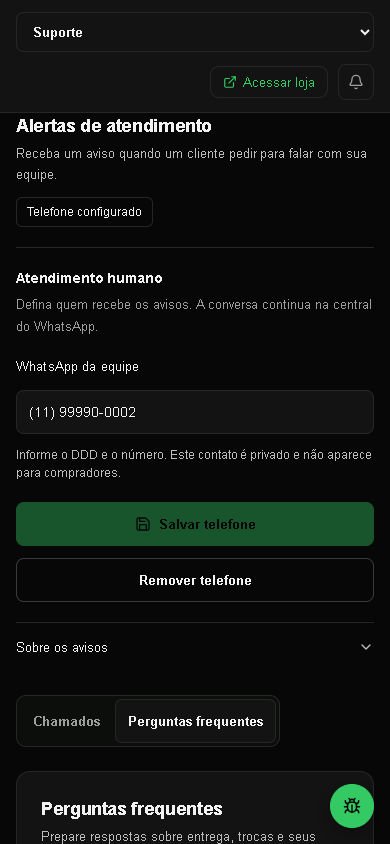 Suporte
Acessar loja
Alertas de atendimento
Receba um aviso quando um cliente pedir para falar com sua
equipe.
Telefone configurado
Atendimento humano
Defina quem recebe os avisos. A conversa continua na central
do WhatsApp.
WhatsApp da equipe
(11) 99990-0002
Informe o DDD e o número. Este contato é privado e não aparece
para compradores.
Salvar telefone
Remover telefone
Sobre os avisos
Chamados
Perguntas frequentes
Perguntas frequentes
Prepare respostas sobre entrega, trocas e seus